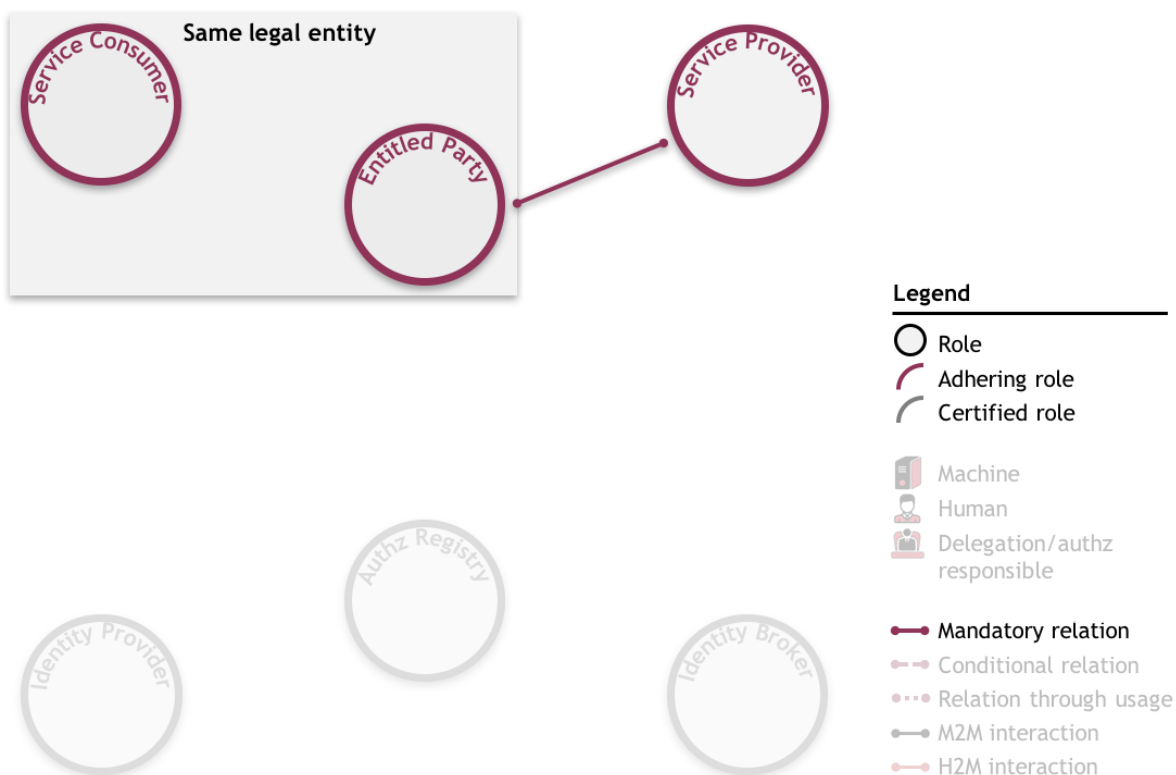 Same legal entity
Service Consumer
Service Provider
Entitled Party
Legend
Role
Adhering role
Certified role
Machine
Human
Delegation/authz
responsible
Authz Registry
Identity Provider
Identity Broker
Mandatory relation
Conditional relation
Relation through usage
M2M interaction
H2M interaction